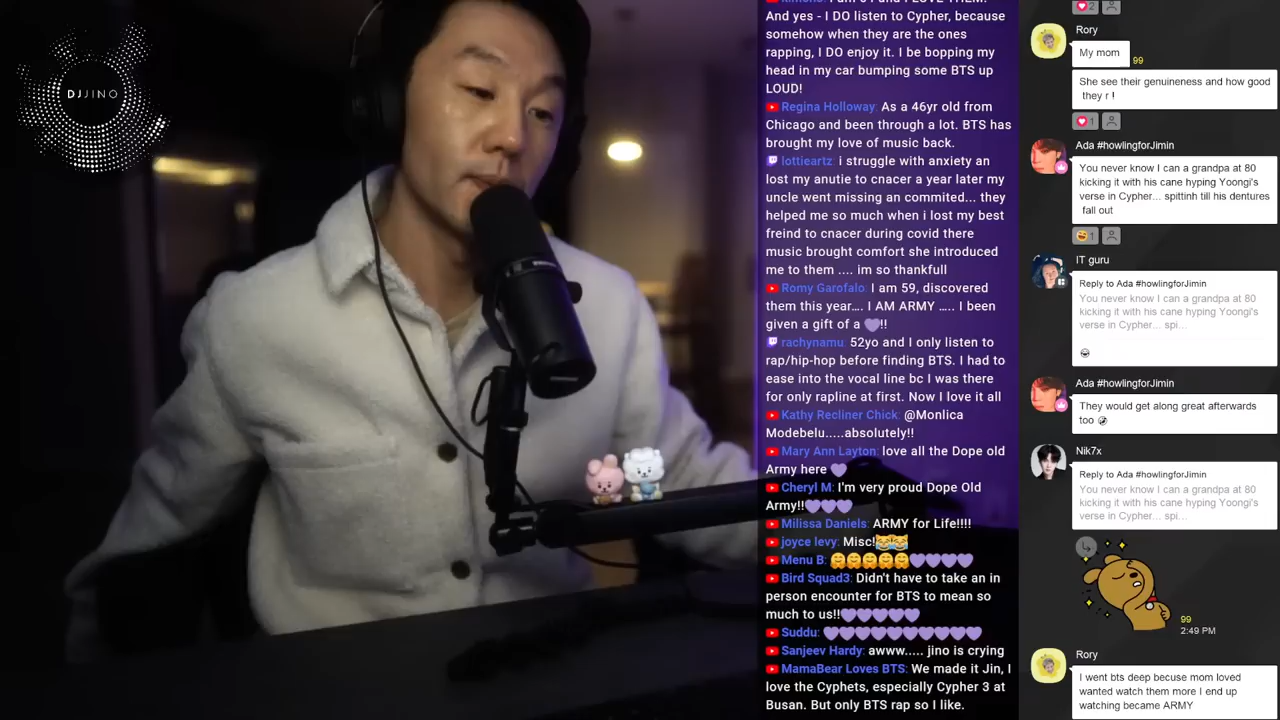 DJJINO
And yes - I DO listen to Cypher, because
somehow when they are the ones
rapping, I DO enjoy it. I be bopping my
head in my car bumping some BTS up
LOUD!
Regina Holloway: As a 46yr old from
Chicago and been through a lot. BTS has
brought my love of music back.
lottieartz: i struggle with anxiety an
lost my anutie to cnacer a year later my
uncle went missing an commited... they
helped me so much when i lost my best
freind to cnacer during covid there
music brought comfort she introduced
me to them .... im so thankfull
Romy Garofalo: I am 59, discovered
them this year.... I AM ARMY ..... I been
given a gift of a 💜!!
rachynamu: 52yo and I only listen to
rap/hip-hop before finding BTS. I had to
ease into the vocal line bc I was there
for only rapline at first. Now I love it all
Kathy Recliner Chick: @Monlica
Modebelu.....absolutely!!
Mary Ann Layton: love all the Dope old
Army here 💜
Cheryl M: I'm very proud Dope Old
Army!!💜💜💜
Milissa Daniels: ARMY for Life!!!!
joyce levy: Misc!😹😹
Menu B: 🤗🤗🤗🤗🤗💜💜💜💜
Bird Squad3: Didn't have to take an in
person encounter for BTS to mean so
much to us!!💜💜💜💜💜
Suddu: 💜💜💜💜💜💜💜💜💜💜
Sanjeev Hardy: awww..... jino is crying
MamaBear Loves BTS: We made it Jin, I
love the Cyphets, especially Cypher 3 at
Busan. But only BTS rap so I like.
2
Rory
My mom
99
She see their genuineness and how good
they r !
1
Ada #howlingforJimin
You never know I can a grandpa at 80
kicking it with his cane hyping Yoongi's
verse in Cypher... spittinh till his dentures
fall out
1
IT guru
Reply to Ada #howlingforJimin
You never know I can a grandpa at 80
kicking it with his cane hyping Yoongi's
verse in Cypher... spi...
Ada #howlingforJimin
They would get along great afterwards
too
Nik7x
Reply to Ada #howlingforJimin
You never know I can a grandpa at 80
kicking it with his cane hyping Yoongi's
verse in Cypher... spi...
99
2:49 PM
Rory
I went bts deep becuse mom loved
wanted watch them more I end up
watching became ARMY